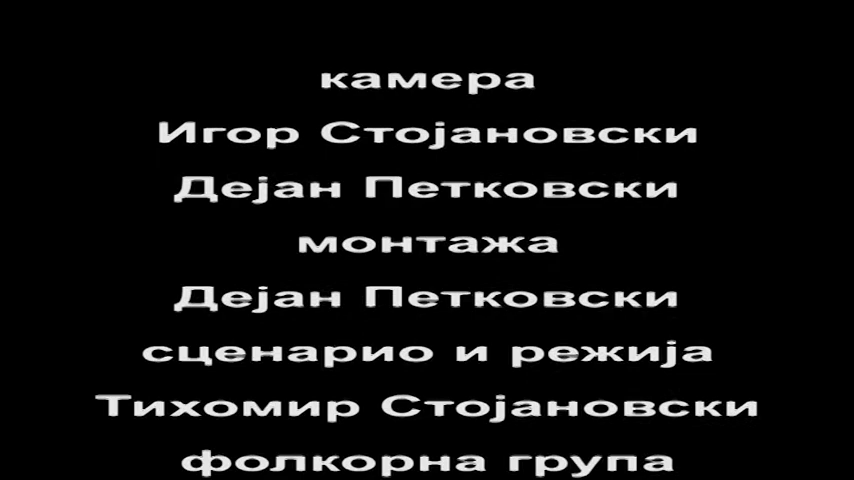 камера
Игор Стојановски
Дејан Петковски
монтажа
Дејан Петковски
сценарио и режија
Тихомир Стојановски
фолкорна група